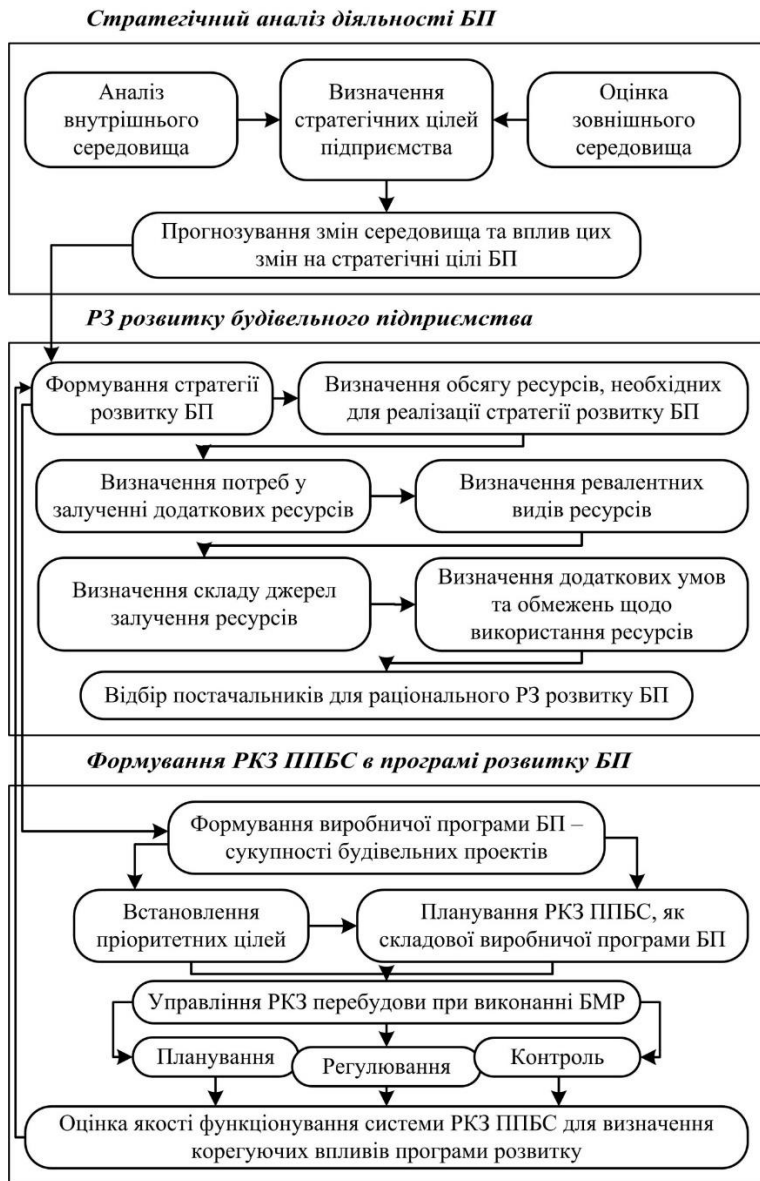 Стратегічний аналіз діяльності БП
Аналіз
внутрішнього
середовища
Визначення
стратегічних цілей
підприємства
Оцінка
зовнішнього
середовища
Прогнозування змін середовища та вплив цих
змін на стратегічні цілі БП
РЗ розвитку будівельного підприємства
Формування стратегії
розвитку БП
Визначення обсягу ресурсів, необхідних
для реалізації стратегії розвитку БП
Визначення потреб у
залученні додаткових ресурсів
Визначення ревалентних
видів ресурсів
Визначення складу джерел
залучення ресурсів
Визначення додаткових умов
та обмежень щодо
використання ресурсів
Відбір постачальників для раціонального РЗ розвитку БП
Формування РКЗ ППБС в програмі розвитку БП
Формування виробничої програми БП –
сукупності будівельних проектів
Встановлення
пріоритетних цілей
Планування РКЗ ППБС, як
складової виробничої програми БП
Управління РКЗ перебудови при виконанні БМР
Планування
Регулювання
Контроль
Оцінка якості функціонування системи РКЗ ППБС для визначення
корегуючих впливів програми розвитку